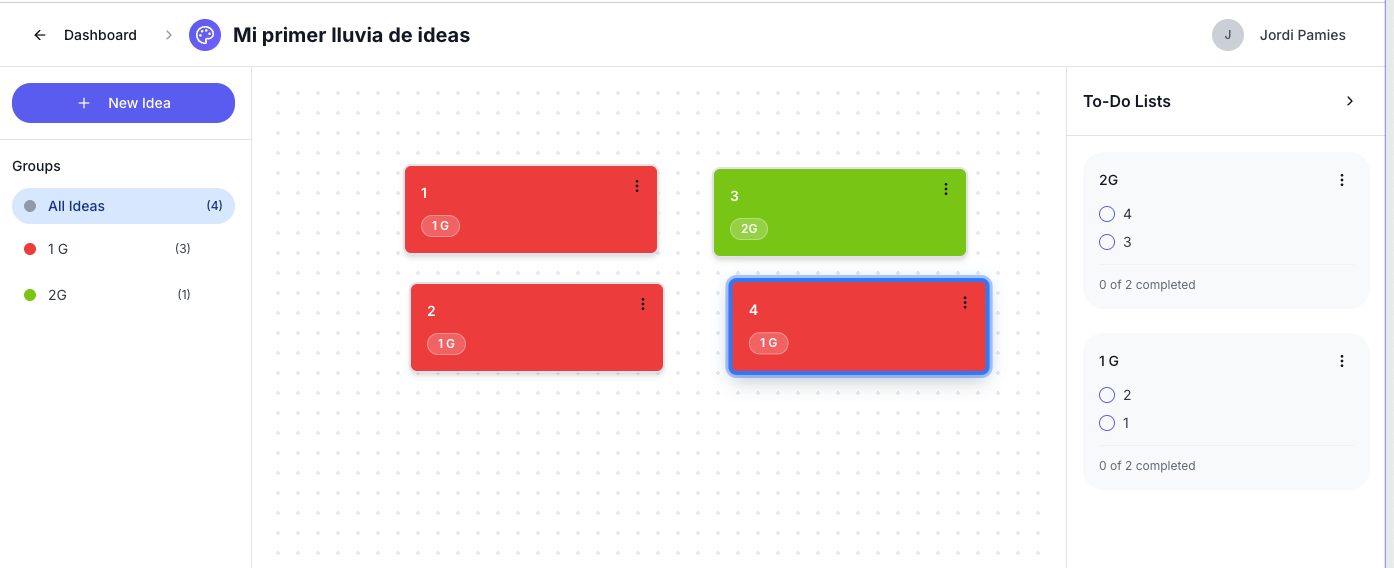 Dashboard
Mi primer lluvia de ideas
J
Jordi Pamies
New Idea
Groups
All Ideas (4)
1 G (3)
2G (1)
1
1 G
3
2G
2
1 G
4
1 G
To-Do Lists
2G
4
3
0 of 2 completed
1 G
2
1
0 of 2 completed